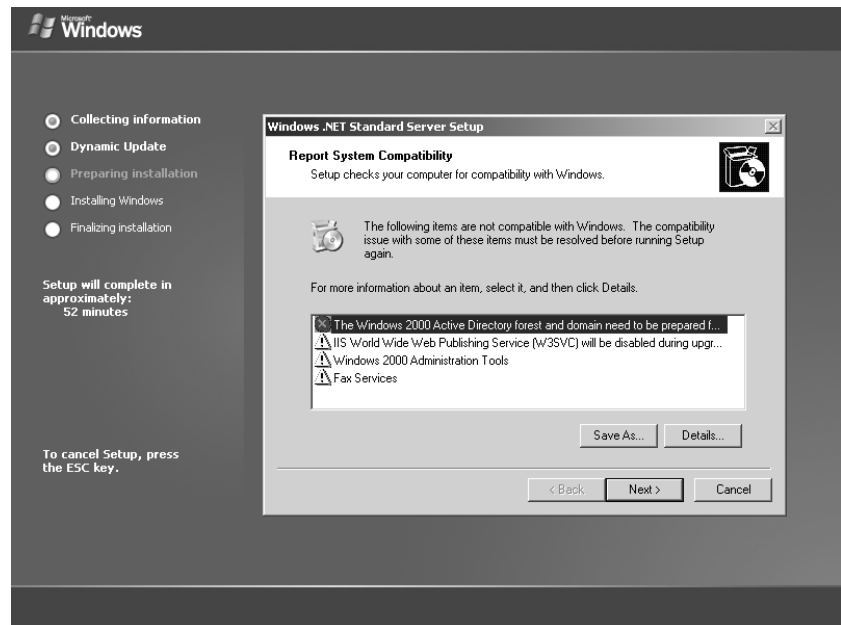 Microsoft
Windows
Collecting information
Dynamic Update
Preparing installation
Installing Windows
Finalizing installation
Setup will complete in
approximately:
52 minutes
To cancel Setup, press
the ESC key.
Windows .NET Standard Server Setup
Report System Compatibility
Setup checks your computer for compatibility with Windows.
The following items are not compatible with Windows. The compatibility
issue with some of these items must be resolved before running Setup
again.
For more information about an item, select it, and then click Details.
The Windows 2000 Active Directory forest and domain need to be prepared f...
IIS World Wide Web Publishing Service (W3SVC) will be disabled during upgr...
Windows 2000 Administration Tools
Fax Services
Save As...
Details...
< Back
Next >
Cancel